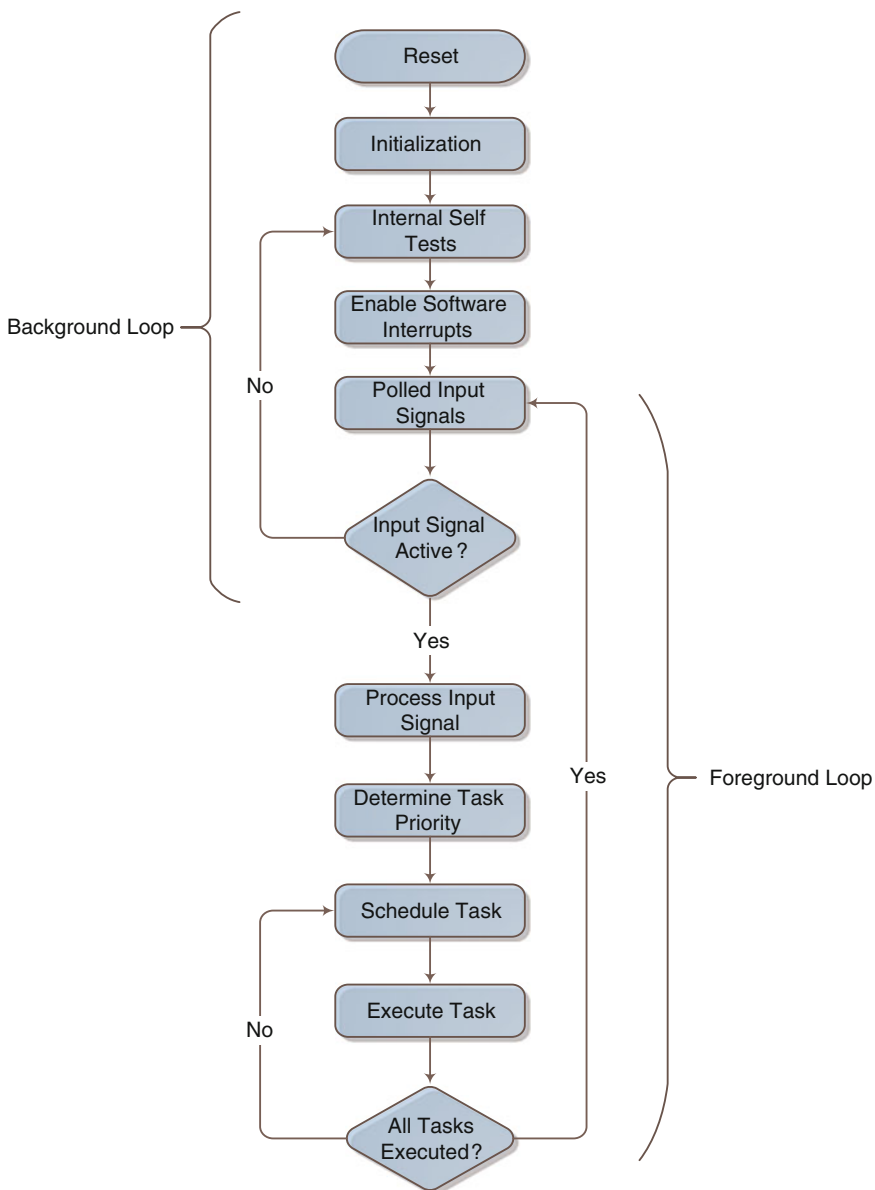 Reset
Initialization
Internal Self
Tests
Enable Software
Interrupts
Background Loop
No
Polled Input
Signals
Input Signal
Active?
Yes
Process Input
Signal
Yes
Foreground Loop
Determine Task
Priority
Schedule Task
Execute Task
No
All Tasks
Executed?